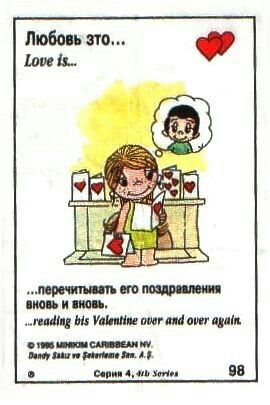 Любовь это...
Love is...
...перечитывать его поздравления
вновь и вновь.
...reading his Valentine over and over again.
© 1995 MINIKIM CARIBBEAN NV.
Dandy Sakız ve Şekerleme San. A.Ş.
® Серия 4, 4th Series 98